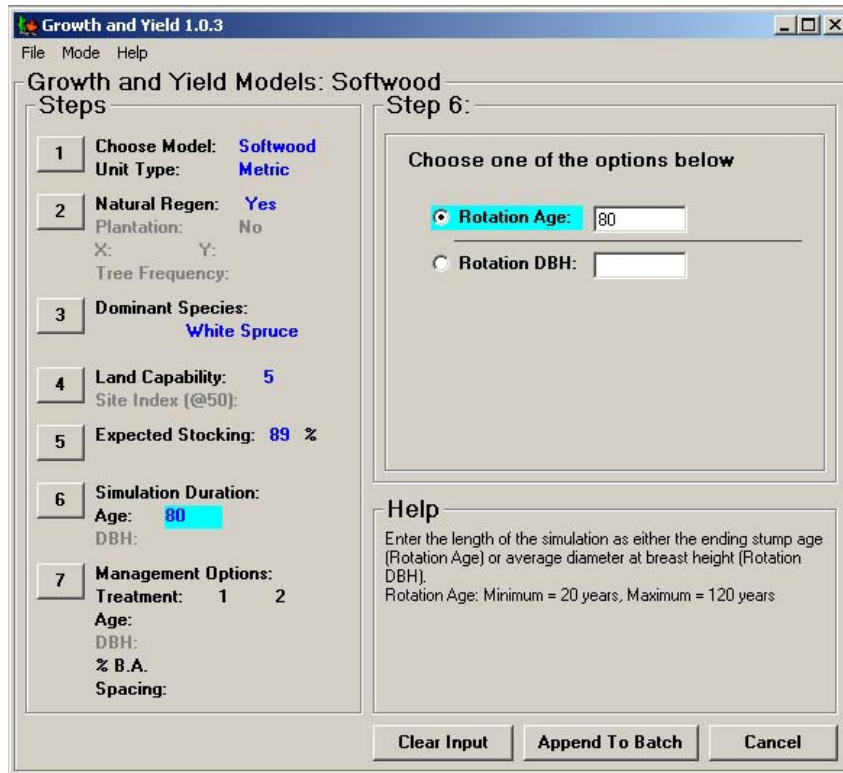 Growth and Yield 1.0.3
File Mode Help
Growth and Yield Models: Softwood
Steps
1 Choose Model: Softwood
Unit Type: Metric
2 Natural Regen: Yes
Plantation: No
X: Y:
Tree Frequency:
3 Dominant Species:
White Spruce
4 Land Capability: 5
Site Index (@50):
5 Expected Stocking: 89 %
6 Simulation Duration:
Age: 80
DBH:
7 Management Options:
Treatment: 1 2
Age:
DBH:
% B.A.
Spacing:
Step 6:
Choose one of the options below
Rotation Age: 80
Rotation DBH:
Help
Enter the length of the simulation as either the ending stump age
(Rotation Age) or average diameter at breast height (Rotation
DBH).
Rotation Age: Minimum = 20 years, Maximum = 120 years
Clear Input Append To Batch Cancel